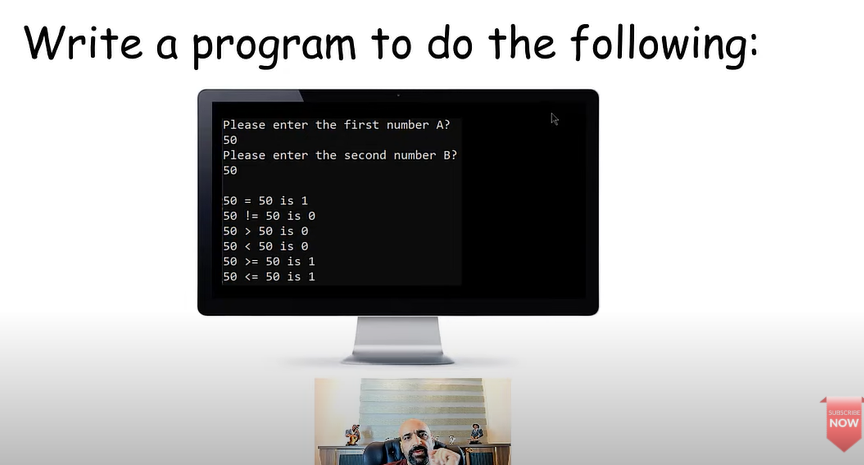 Write a program to do the following:
Please enter the first number A?
50
Please enter the second number B?
50
50 = 50 is 1
50 != 50 is 0
50 > 50 is 0
50 < 50 is 0
50 >= 50 is 1
50 <= 50 is 1
SUBSCRIBE
NOW